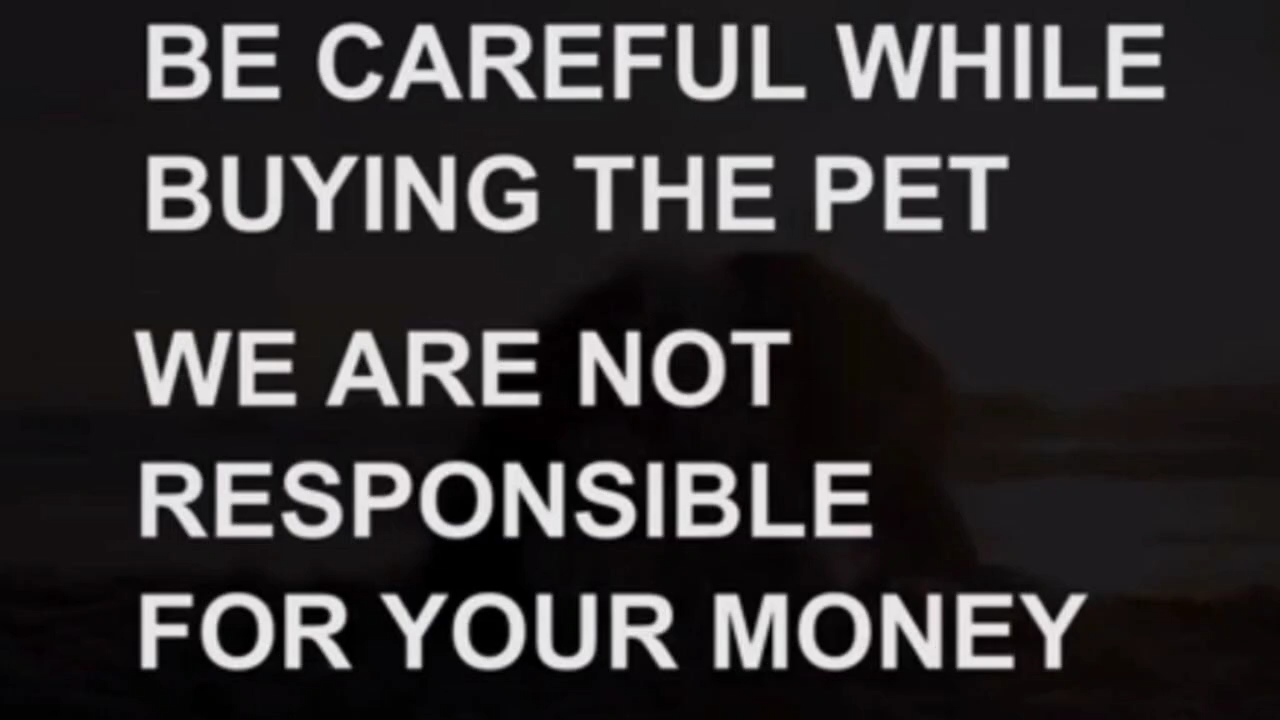 BE CAREFUL WHILE
BUYING THE PET
WE ARE NOT
RESPONSIBLE
FOR YOUR MONEY